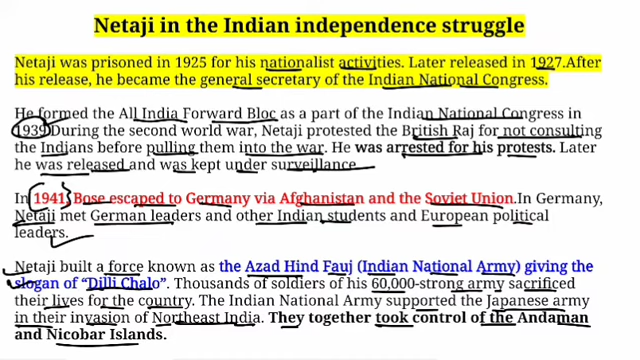 Netaji in the Indian independence struggle
Netaji was prisoned in 1925 for his nationalist activities. Later released in 1927.After
his release, he became the general secretary of the Indian National Congress.
He formed the All India Forward Bloc as a part of the Indian National Congress in
1939 During the second world war, Netaji protested the British Raj for not consulting
the Indians before pulling them into the war. He was arrested for his protests. Later
he was released and was kept under surveillance.
In 1941 Bose escaped to Germany via Afghanistan and the Soviet Union.In Germany,
Netaji met German leaders and other Indian students and European political
leaders.
Netaji built a force known as the Azad Hind Fauj (Indian National Army) giving the
slogan of “Dilli Chalo”. Thousands of soldiers of his 60,000-strong army sacrificed
their lives for the country. The Indian National Army supported the Japanese army
in their invasion of Northeast India. They together took control of the Andaman
and Nicobar Islands.